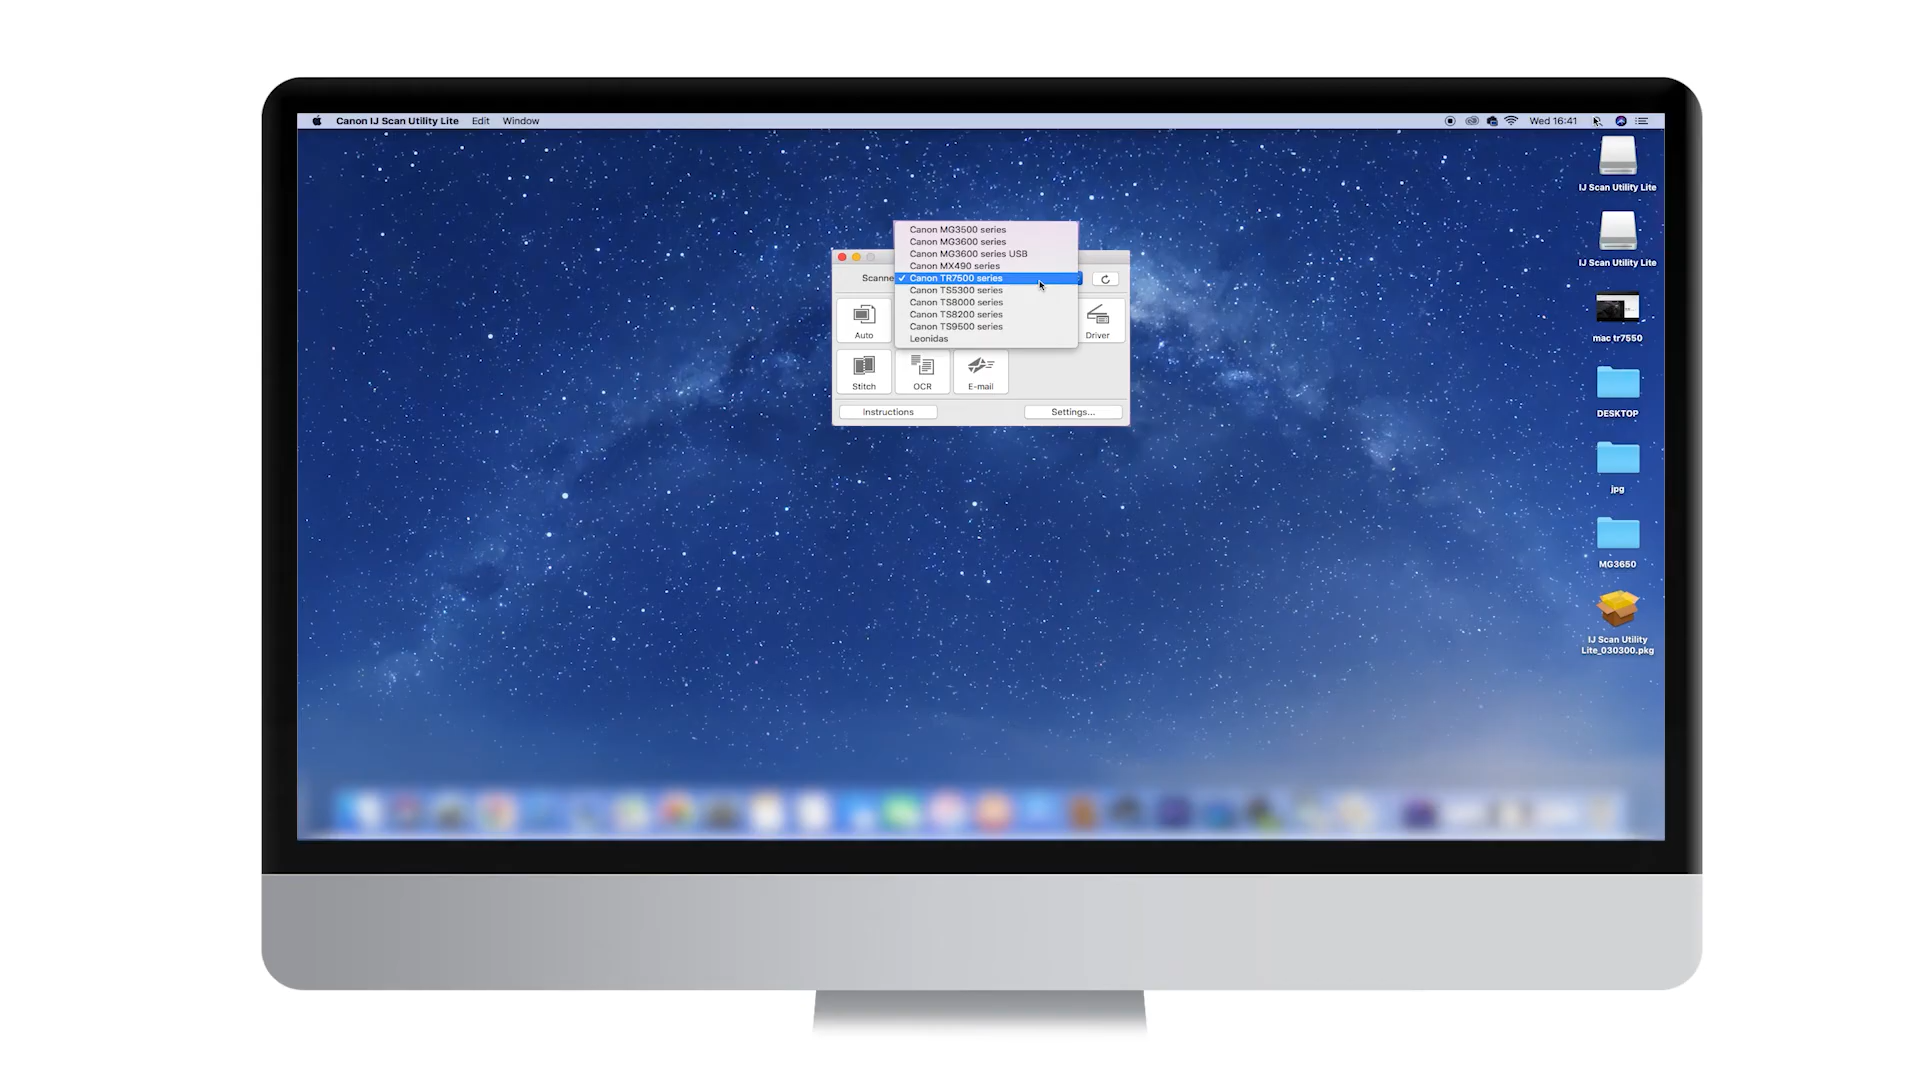 Canon IJ Scan Utility Lite Edit Window
Wed 16:41
IJ Scan Utility Lite
IJ Scan Utility Lite
mac tr7550
DESKTOP
jpg
MG3650
IJ Scan Utility
Lite_030300.pkg
Canon MG3500 series
Canon MG3600 series
Canon MG3600 series USB
Canon MX490 series
Scanne ✓ Canon TR7500 series
Canon TS5300 series
Canon TS8000 series
Canon TS8200 series
Canon TS9500 series
Leonidas
Auto Driver
Stitch OCR E-mail
Instructions Settings...